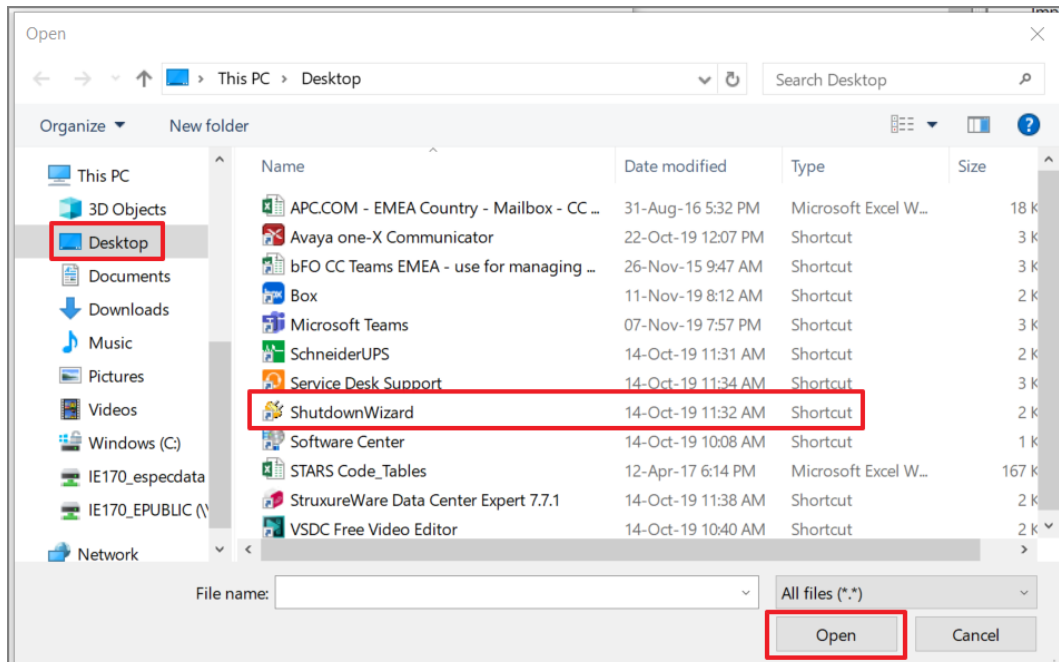 Open
This PC > Desktop
Search Desktop
Organize
New folder
?
This PC
3D Objects
Desktop
Documents
Downloads
Music
Pictures
Videos
Windows (C:)
IE170_especdata
IE170_EPUBLIC (\\
Network
Name Date modified Type Size
APC.COM - EMEA Country - Mailbox - CC ... 31-Aug-16 5:32 PM Microsoft Excel W... 18 K
Avaya one-X Communicator 22-Oct-19 12:07 PM Shortcut 3 K
bFO CC Teams EMEA - use for managing ... 26-Nov-15 9:47 AM Shortcut 3 K
Box 11-Nov-19 8:12 AM Shortcut 2 K
Microsoft Teams 07-Nov-19 7:57 PM Shortcut 3 K
SchneiderUPS 14-Oct-19 11:31 AM Shortcut 2 K
Service Desk Support 14-Oct-19 11:34 AM Shortcut 3 K
ShutdownWizard 14-Oct-19 11:32 AM Shortcut 2 K
Software Center 14-Oct-19 10:08 AM Shortcut 1 K
STARS Code_Tables 12-Apr-17 6:14 PM Microsoft Excel W... 167 K
StruxureWare Data Center Expert 7.7.1 14-Oct-19 11:38 AM Shortcut 2 K
VSDC Free Video Editor 14-Oct-19 10:40 AM Shortcut 2 K
File name:
All files (*.*)
Open
Cancel